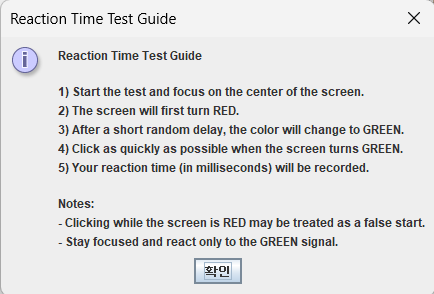 Reaction Time Test Guide
Reaction Time Test Guide
1) Start the test and focus on the center of the screen.
2) The screen will first turn RED.
3) After a short random delay, the color will change to GREEN.
4) Click as quickly as possible when the screen turns GREEN.
5) Your reaction time (in milliseconds) will be recorded.
Notes:
- Clicking while the screen is RED may be treated as a false start.
- Stay focused and react only to the GREEN signal.
확인